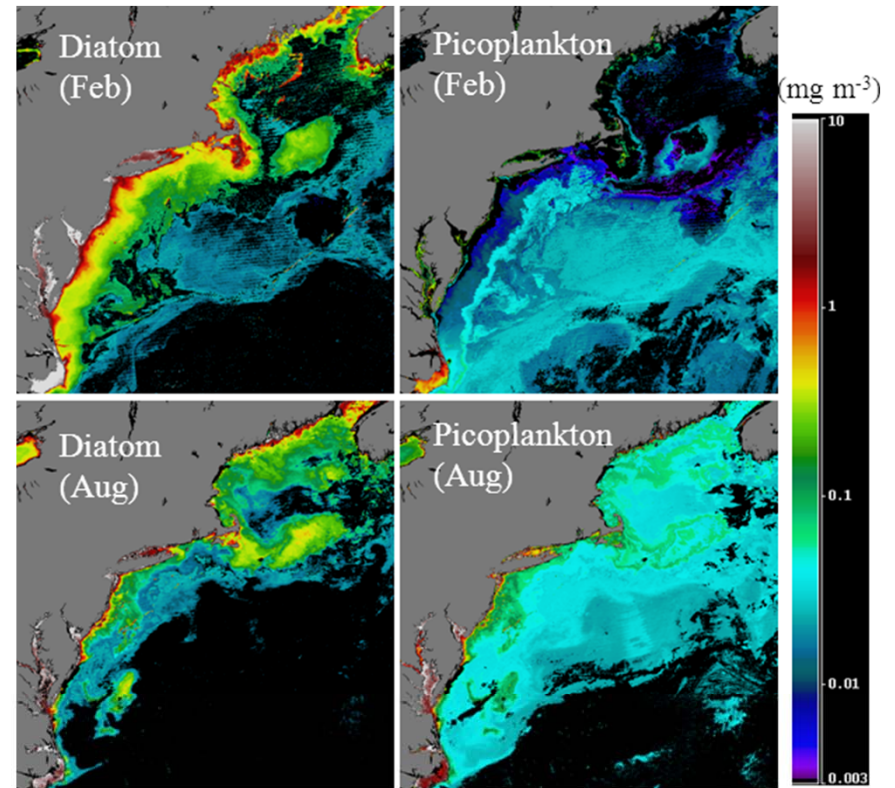 Diatom
(Feb)
Picoplankton
(Feb)
(mg m-3)
10
1
0.1
0.01
0.003
Diatom
(Aug)
Picoplankton
(Aug)